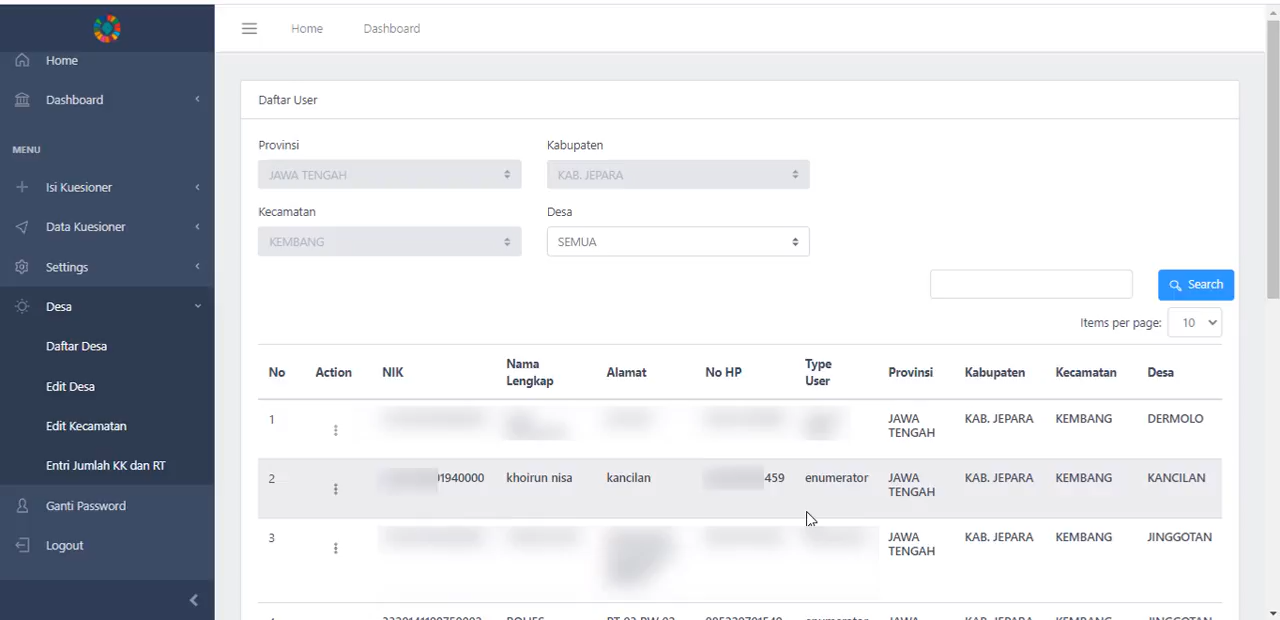 Home Dashboard
Home
Dashboard
MENU
Isi Kuesioner
Data Kuesioner
Settings
Desa
Daftar Desa
Edit Desa
Edit Kecamatan
Entri Jumlah KK dan RT
Ganti Password
Logout
Daftar User
Provinsi Kabupaten
JAWA TENGAH KAB. JEPARA
Kecamatan Desa
KEMBANG SEMUA
Search
Items per page: 10
No Action NIK Nama Lengkap Alamat No HP Type User Provinsi Kabupaten Kecamatan Desa
1 JAWA TENGAH KAB. JEPARA KEMBANG DERMOLO
2 01940000 khoirun nisa kancilan 459 enumerator JAWA TENGAH KAB. JEPARA KEMBANG KANCILAN
3 JAWA TENGAH KAB. JEPARA KEMBANG JINGGOTAN